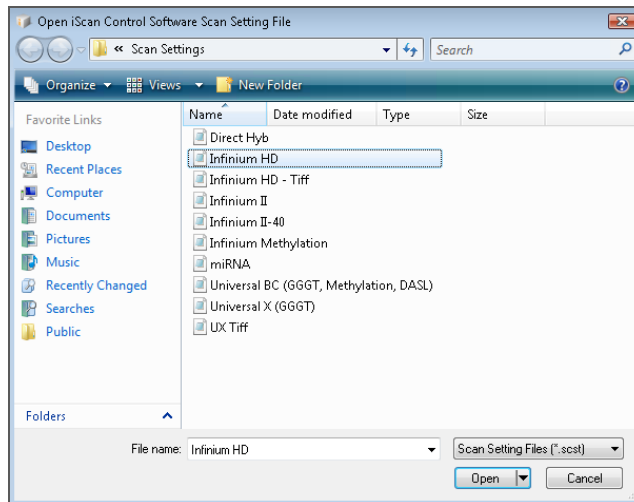 Open iScan Control Software Scan Setting File
« Scan Settings
Search
Organize Views New Folder
Favorite Links
Desktop
Recent Places
Computer
Documents
Pictures
Music
Recently Changed
Searches
Public
Folders
Name Date modified Type Size
Direct Hyb
Infinium HD
Infinium HD - Tiff
Infinium II
Infinium II-40
Infinium Methylation
miRNA
Universal BC (GGGT, Methylation, DASL)
Universal X (GGGT)
UX Tiff
File name: Infinium HD Scan Setting Files (*.scst)
Open Cancel